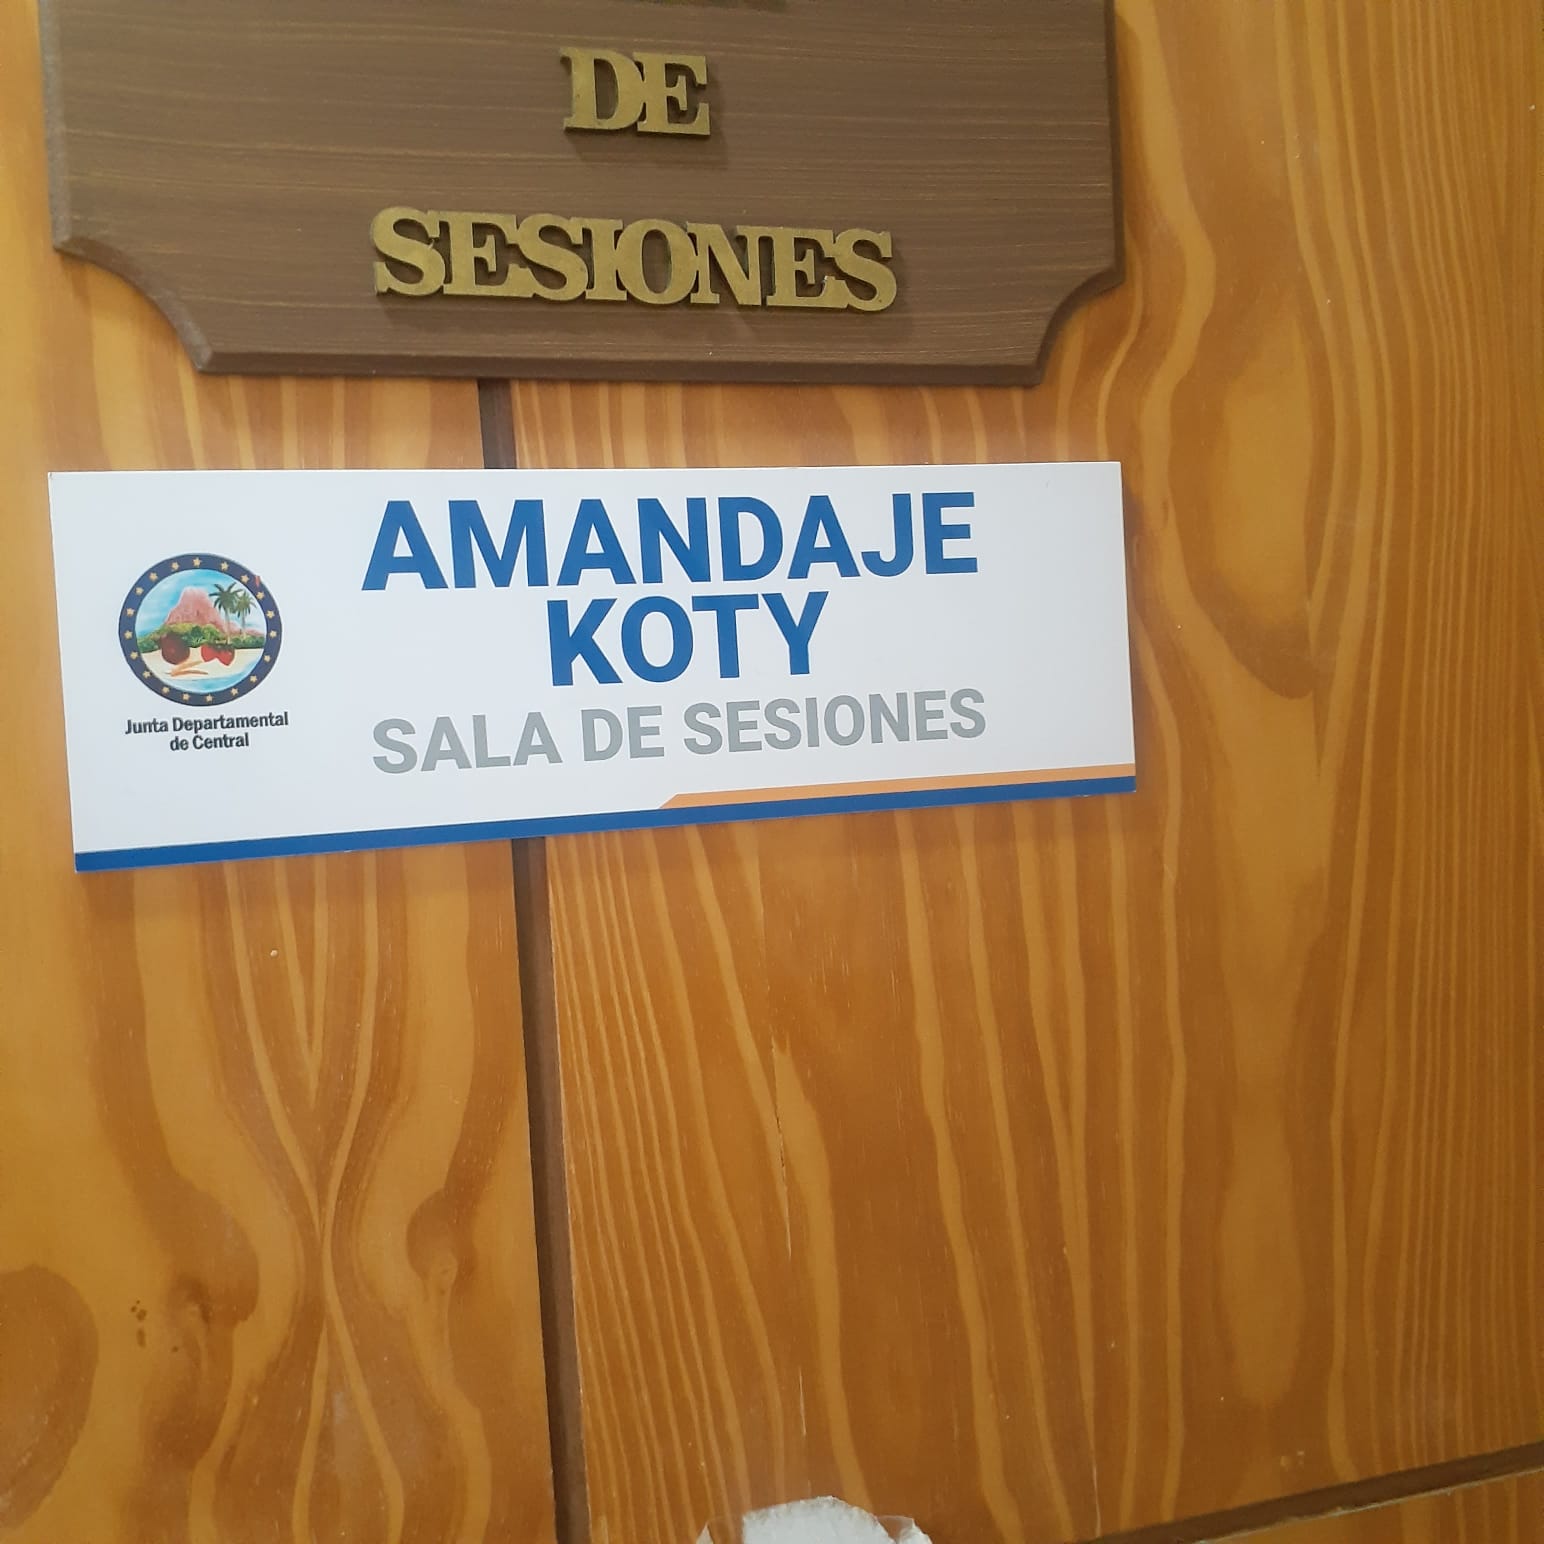 DE
SESIONES
AMANDAJE
KOTY
SALA DE SESIONES
Junta Departamental
de Central